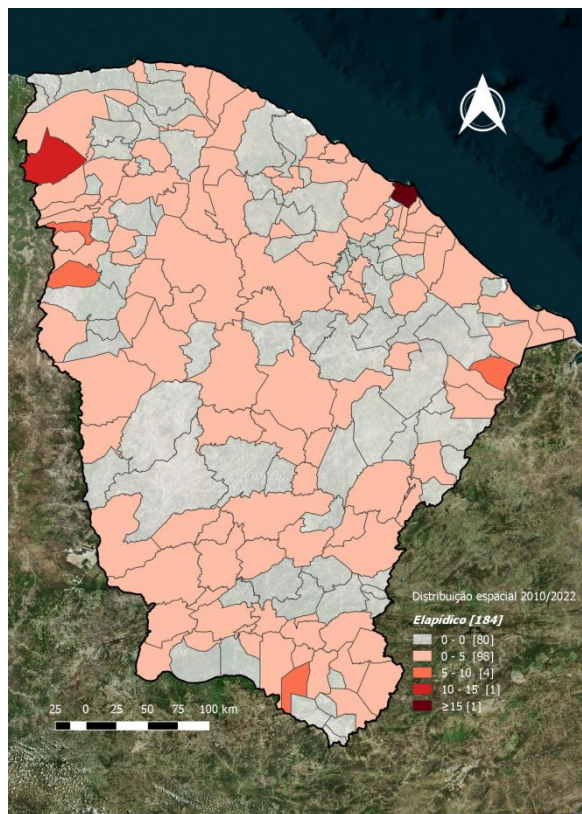 Distribuição espacial 2010/2022
Elapídico [184]
0 - 0 [80]
0 - 5 [98]
5 - 10 [4]
10 - 15 [1]
≥15 [1]
25 0 25 50 75 100 km